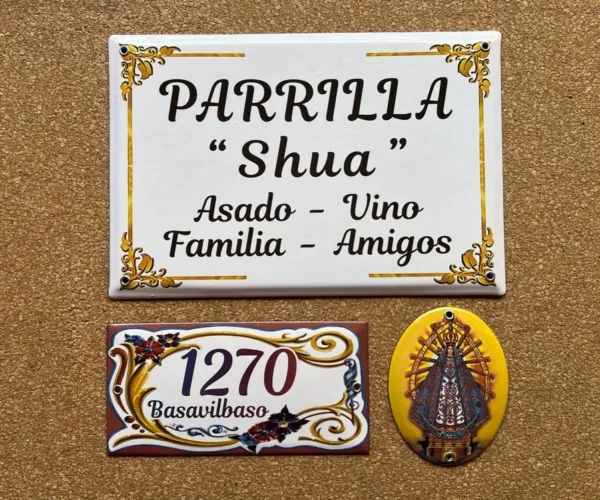 PARRILLA
“Shua”
Asado - Vino
Familia - Amigos
1270
Basavilbaso